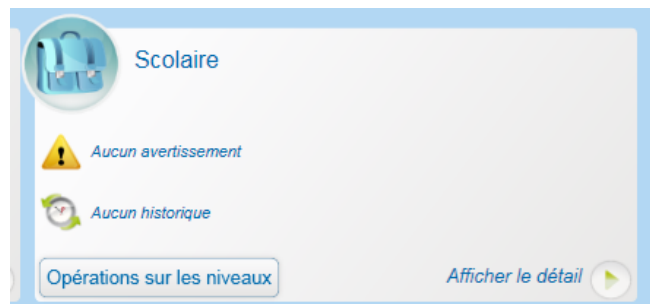 Scolaire
Aucun avertissement
Aucun historique
Opérations sur les niveaux
Afficher le détail